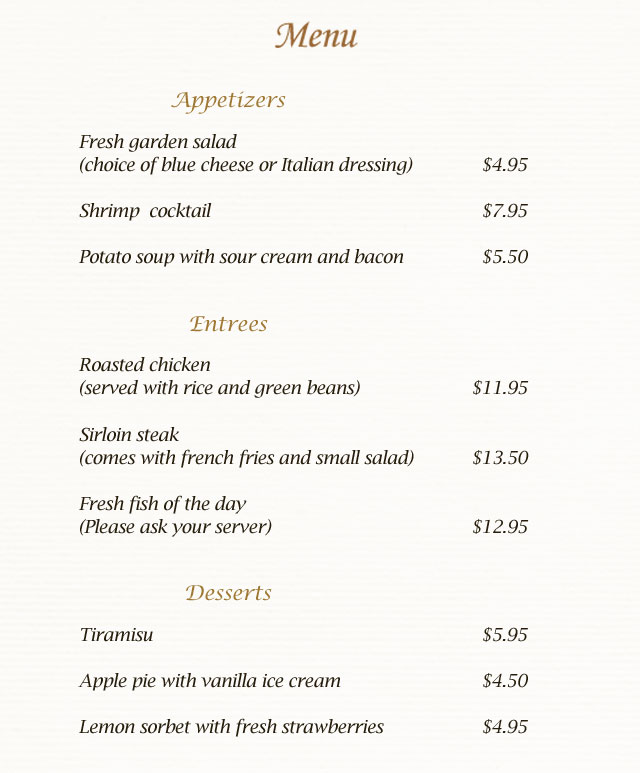 Menu
Appetizers
Fresh garden salad
(choice of blue cheese or Italian dressing) $4.95
Shrimp cocktail $7.95
Potato soup with sour cream and bacon $5.50
Entrees
Roasted chicken
(served with rice and green beans) $11.95
Sirloin steak
(comes with french fries and small salad) $13.50
Fresh fish of the day
(Please ask your server) $12.95
Desserts
Tiramisu $5.95
Apple pie with vanilla ice cream $4.50
Lemon sorbet with fresh strawberries $4.95